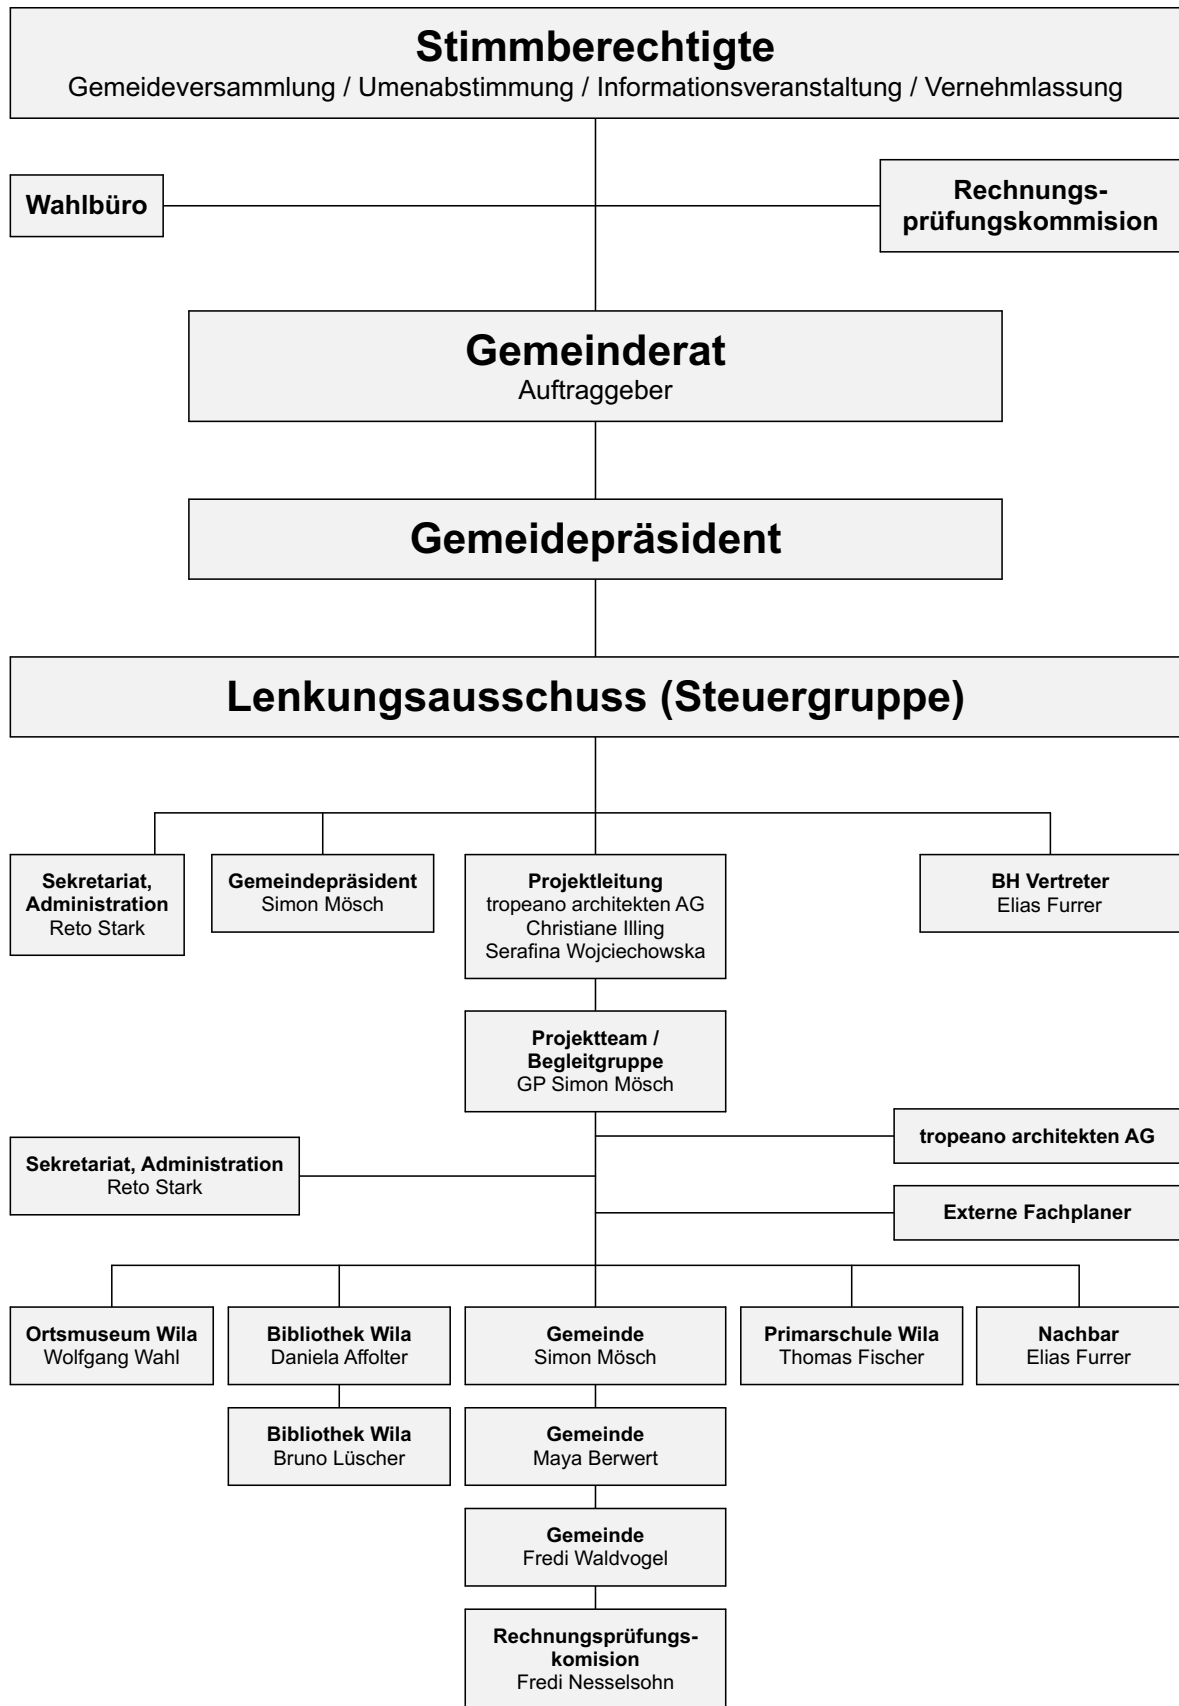 Stimmberechtigte
Gemeideversammlung / Umenabstimmung / Informationsveranstaltung / Vernehmlassung
Wahlbüro
Rechnungs-
prüfungskommision
Gemeinderat
Auftraggeber
Gemeidepräsident
Lenkungsausschuss (Steuergruppe)
Sekretariat,
Administration
Reto Stark
Gemeindepräsident
Simon Mösch
Projektleitung
tropeano architekten AG
Christiane Illing
Serafina Wojciechowska
BH Vertreter
Elias Furrer
Projektteam /
Begleitgruppe
GP Simon Mösch
tropeano architekten AG
Sekretariat, Administration
Reto Stark
Externe Fachplaner
Ortsmuseum Wila
Wolfgang Wahl
Bibliothek Wila
Daniela Affolter
Gemeinde
Simon Mösch
Primarschule Wila
Thomas Fischer
Nachbar
Elias Furrer
Bibliothek Wila
Bruno Lüscher
Gemeinde
Maya Berwert
Gemeinde
Fredi Waldvogel
Rechnungsprüfungs-
komision
Fredi Nesselsohn